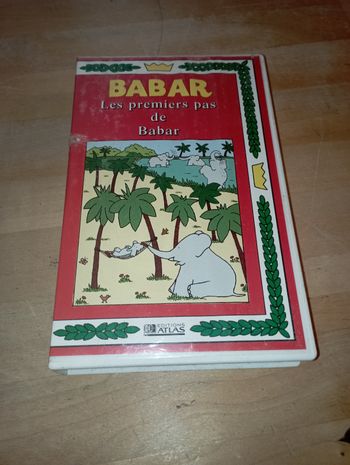 BABAR
Les premiers pas
de
Babar
EDITIONS
ATLAS